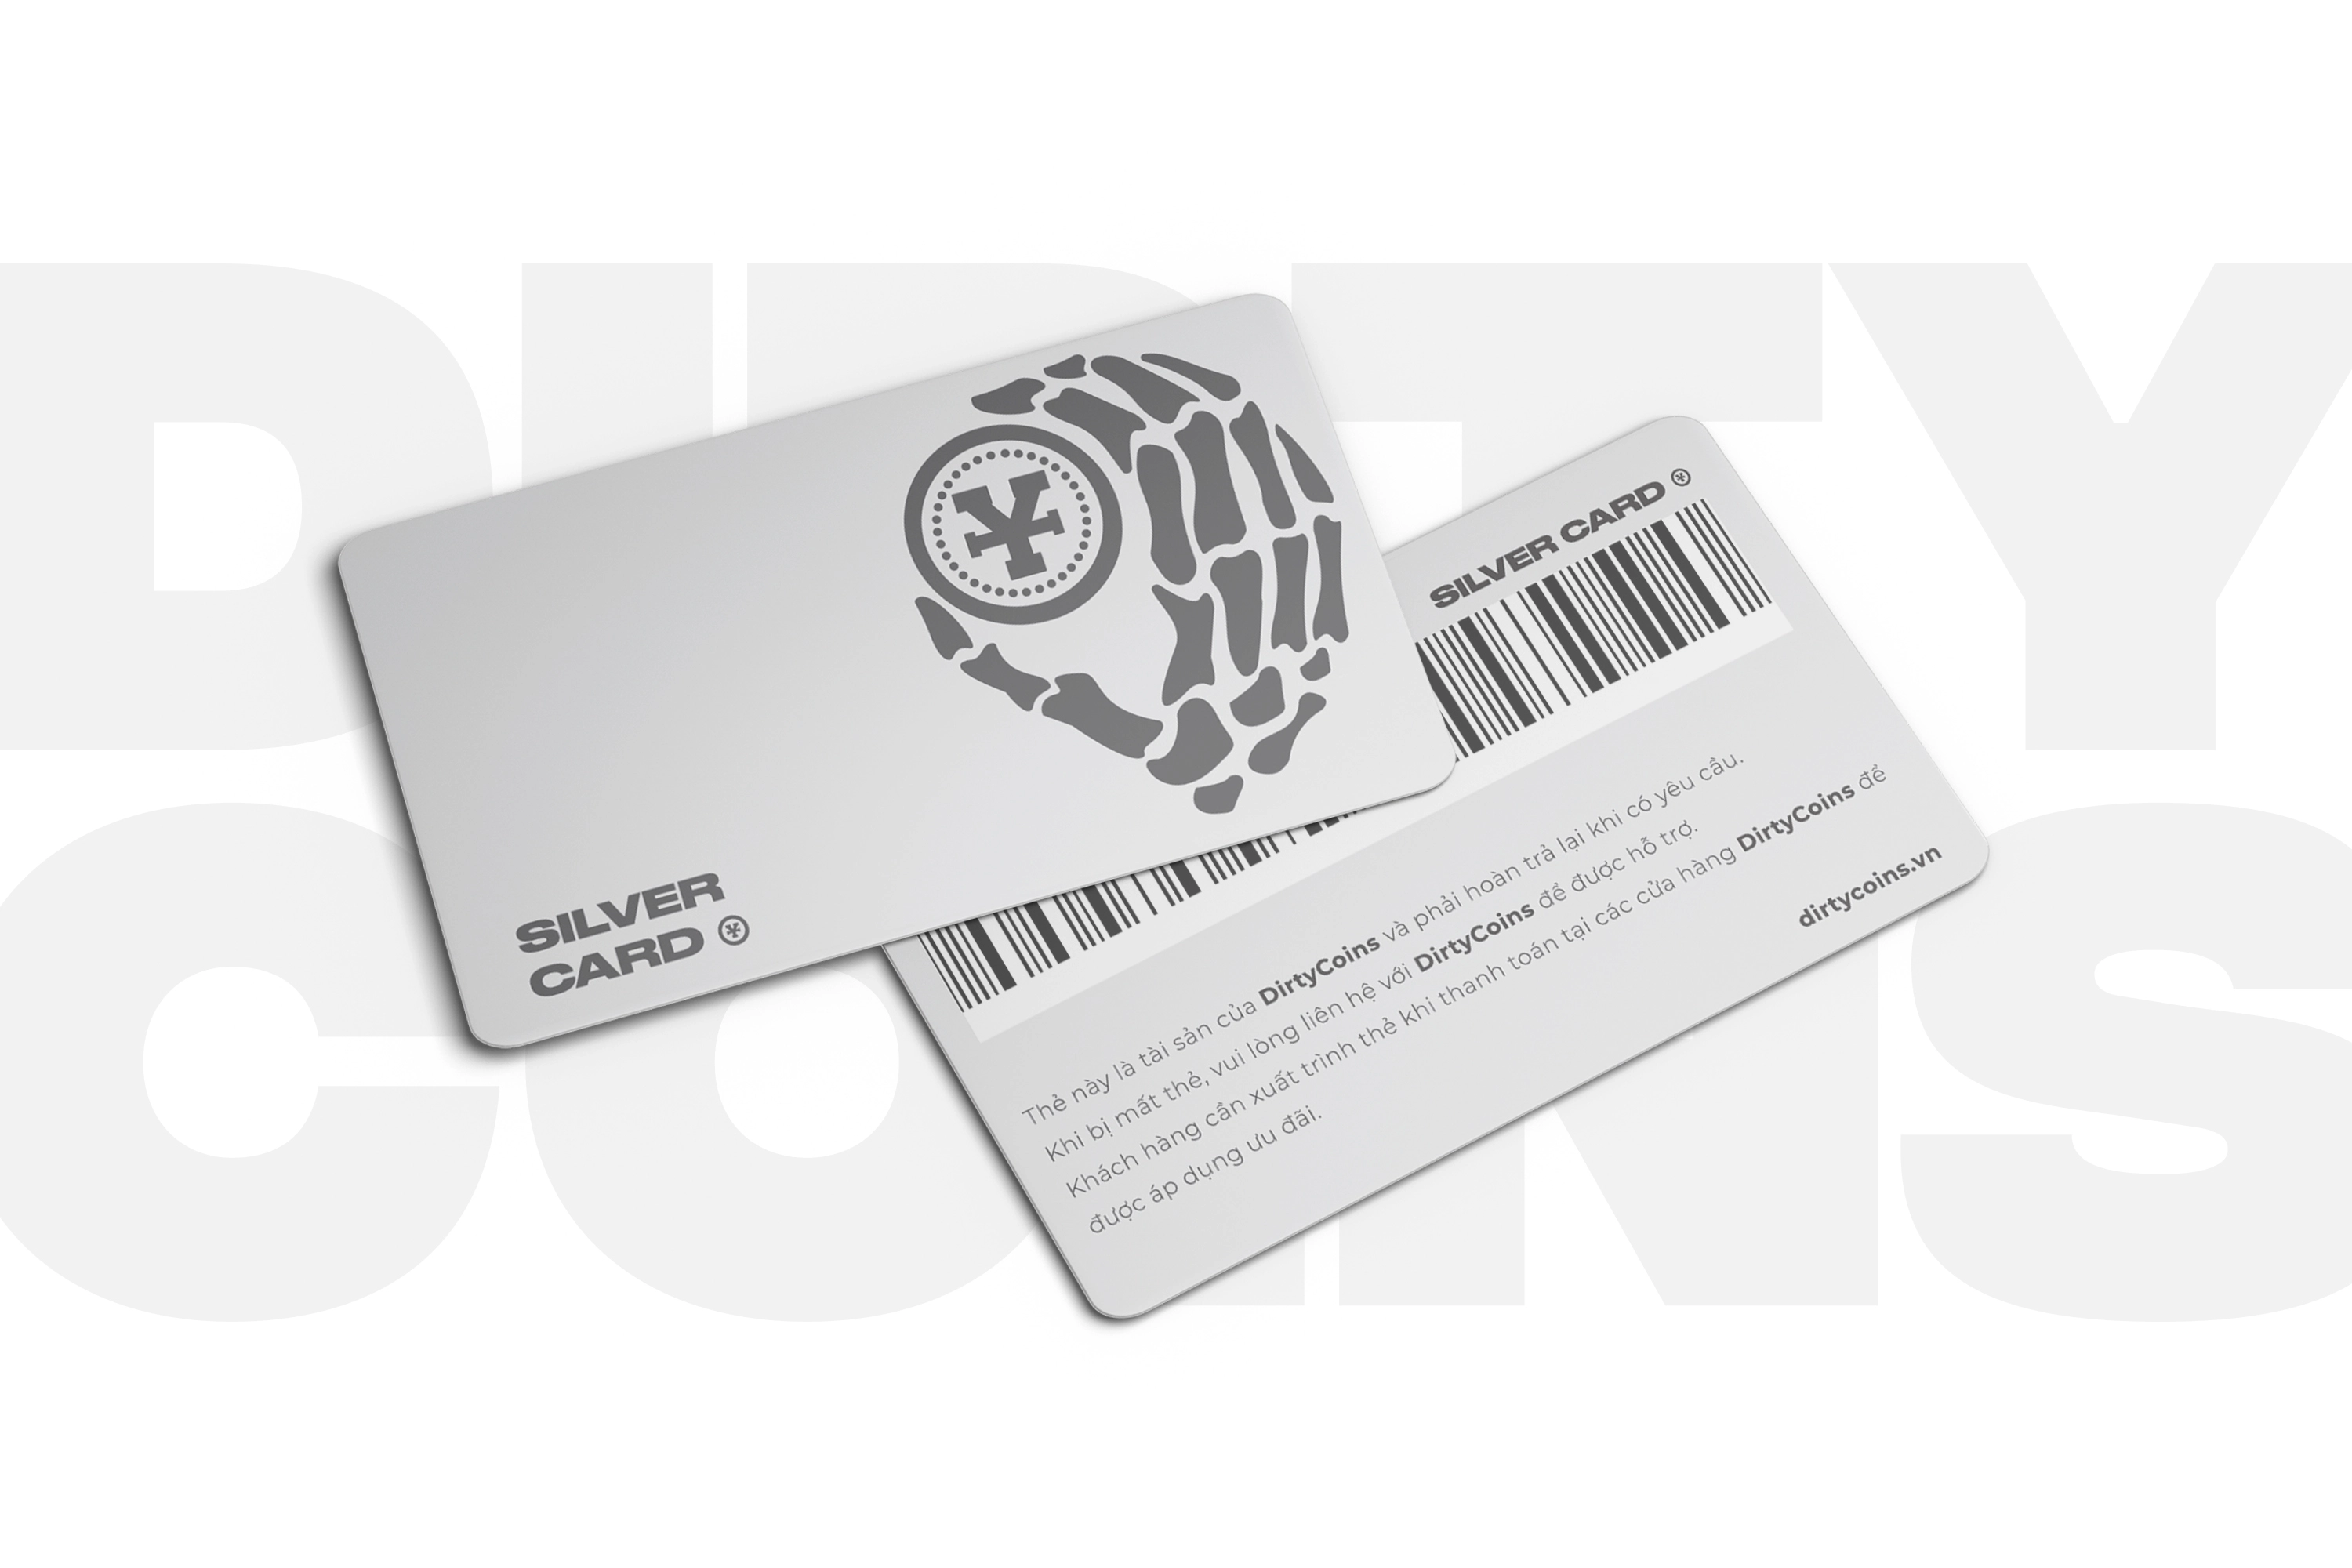 DIRTY
COINS
SILVER
CARD
SILVER CARD
Thẻ này là tài sản của DirtyCoins và phải hoàn trả lại khi có yêu cầu.
Khi bị mất thẻ, vui lòng liên hệ với DirtyCoins để được hỗ trợ.
Khách hàng cần xuất trình thẻ khi thanh toán tại các cửa hàng DirtyCoins để
được áp dụng ưu đãi.
dirtycoins.vn